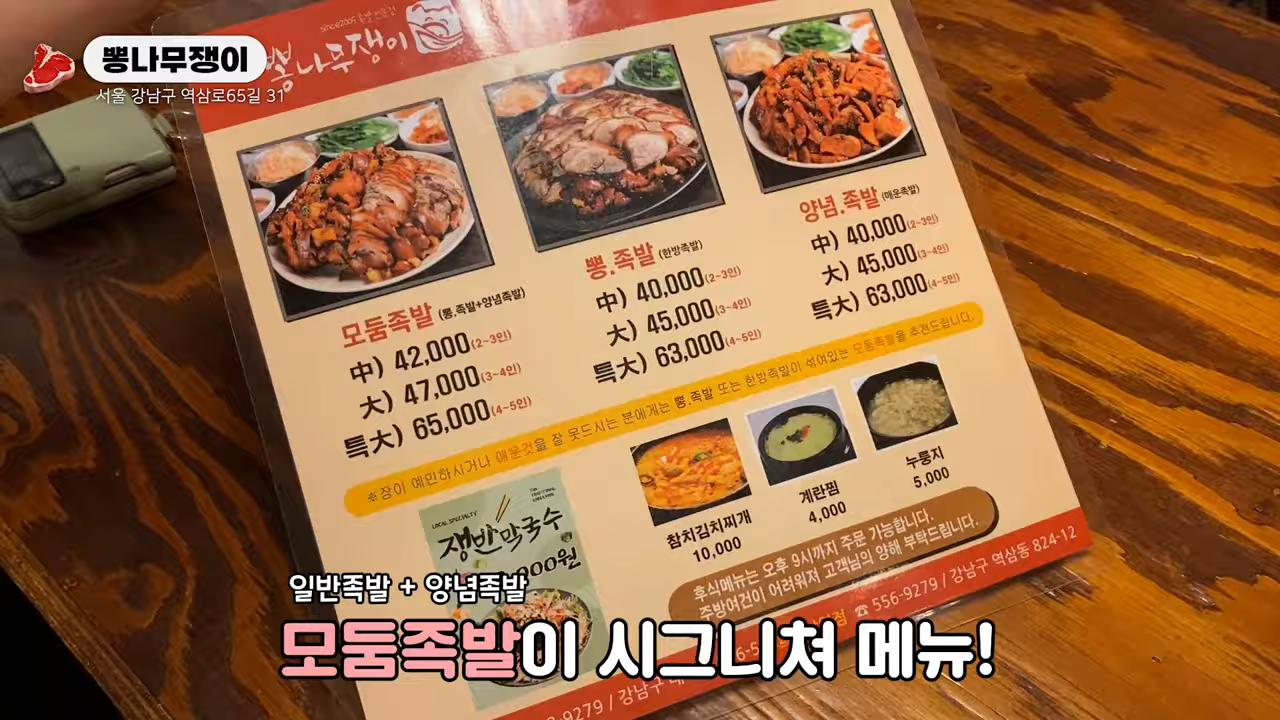 뽕나무쟁이
서울 강남구 역삼로65길 31
뽕나무쟁이
모둠족발 (뽕.족발+양념족발)
中) 42,000(2~3인)
大) 47,000(3~4인)
특大) 65,000(4~5인)
뽕.족발 (한방족발)
中) 40,000(2~3인)
大) 45,000(3~4인)
특大) 63,000(4~5인)
양념.족발 (매운족발)
中) 40,000(2~3인)
大) 45,000(3~4인)
특大) 63,000(4~5인)
※장이 예민하시거나 매운것을 잘 못드시는 분에게는 뽕.족발 또는 한방족발이 섞여있는 모둠족발을 추천드립니다.
LOCAL SPECIALTY
쟁반막국수
000원
참치김치찌개
10,000
계란찜
4,000
누룽지
5,000
후식메뉴는 오후 9시까지 주문 가능합니다.
주방여건이 어려워져 고객님의 양해 부탁드립니다.
☎ 556-9279 / 강남구 역삼동 824-12
9279 / 강남구
일반족발 + 양념족발
모둠족발이 시그니쳐 메뉴!